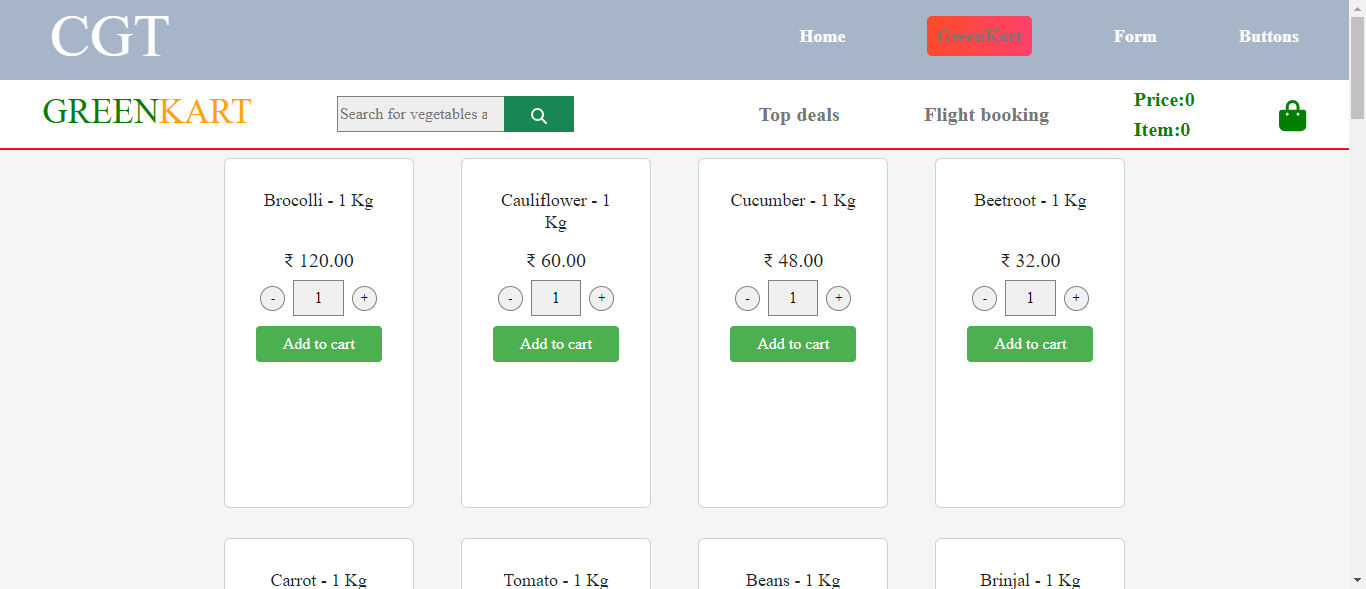 CGT
Home GreenKart Form Buttons
GREENKART
Search for vegetables a
Top deals Flight booking
Price:0
Item:0
Brocolli - 1 Kg
₹ 120.00
- 1 +
Add to cart
Cauliflower - 1
Kg
₹ 60.00
- 1 +
Add to cart
Cucumber - 1 Kg
₹ 48.00
- 1 +
Add to cart
Beetroot - 1 Kg
₹ 32.00
- 1 +
Add to cart
Carrot - 1 Kg
Tomato - 1 Kg
Beans - 1 Kg
Brinjal - 1 Kg